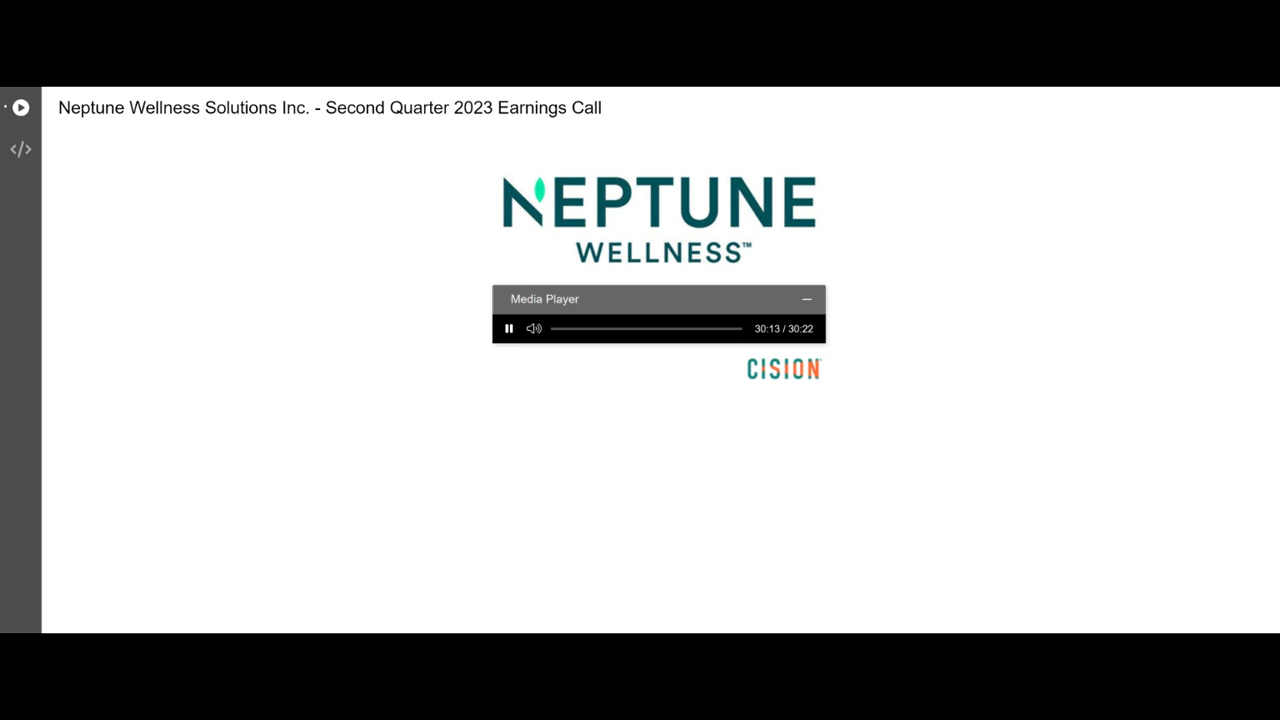 Neptune Wellness Solutions Inc. - Second Quarter 2023 Earnings Call
</>
NEPTUNE
WELLNESS™
Media Player
30:13 / 30:22
CISION